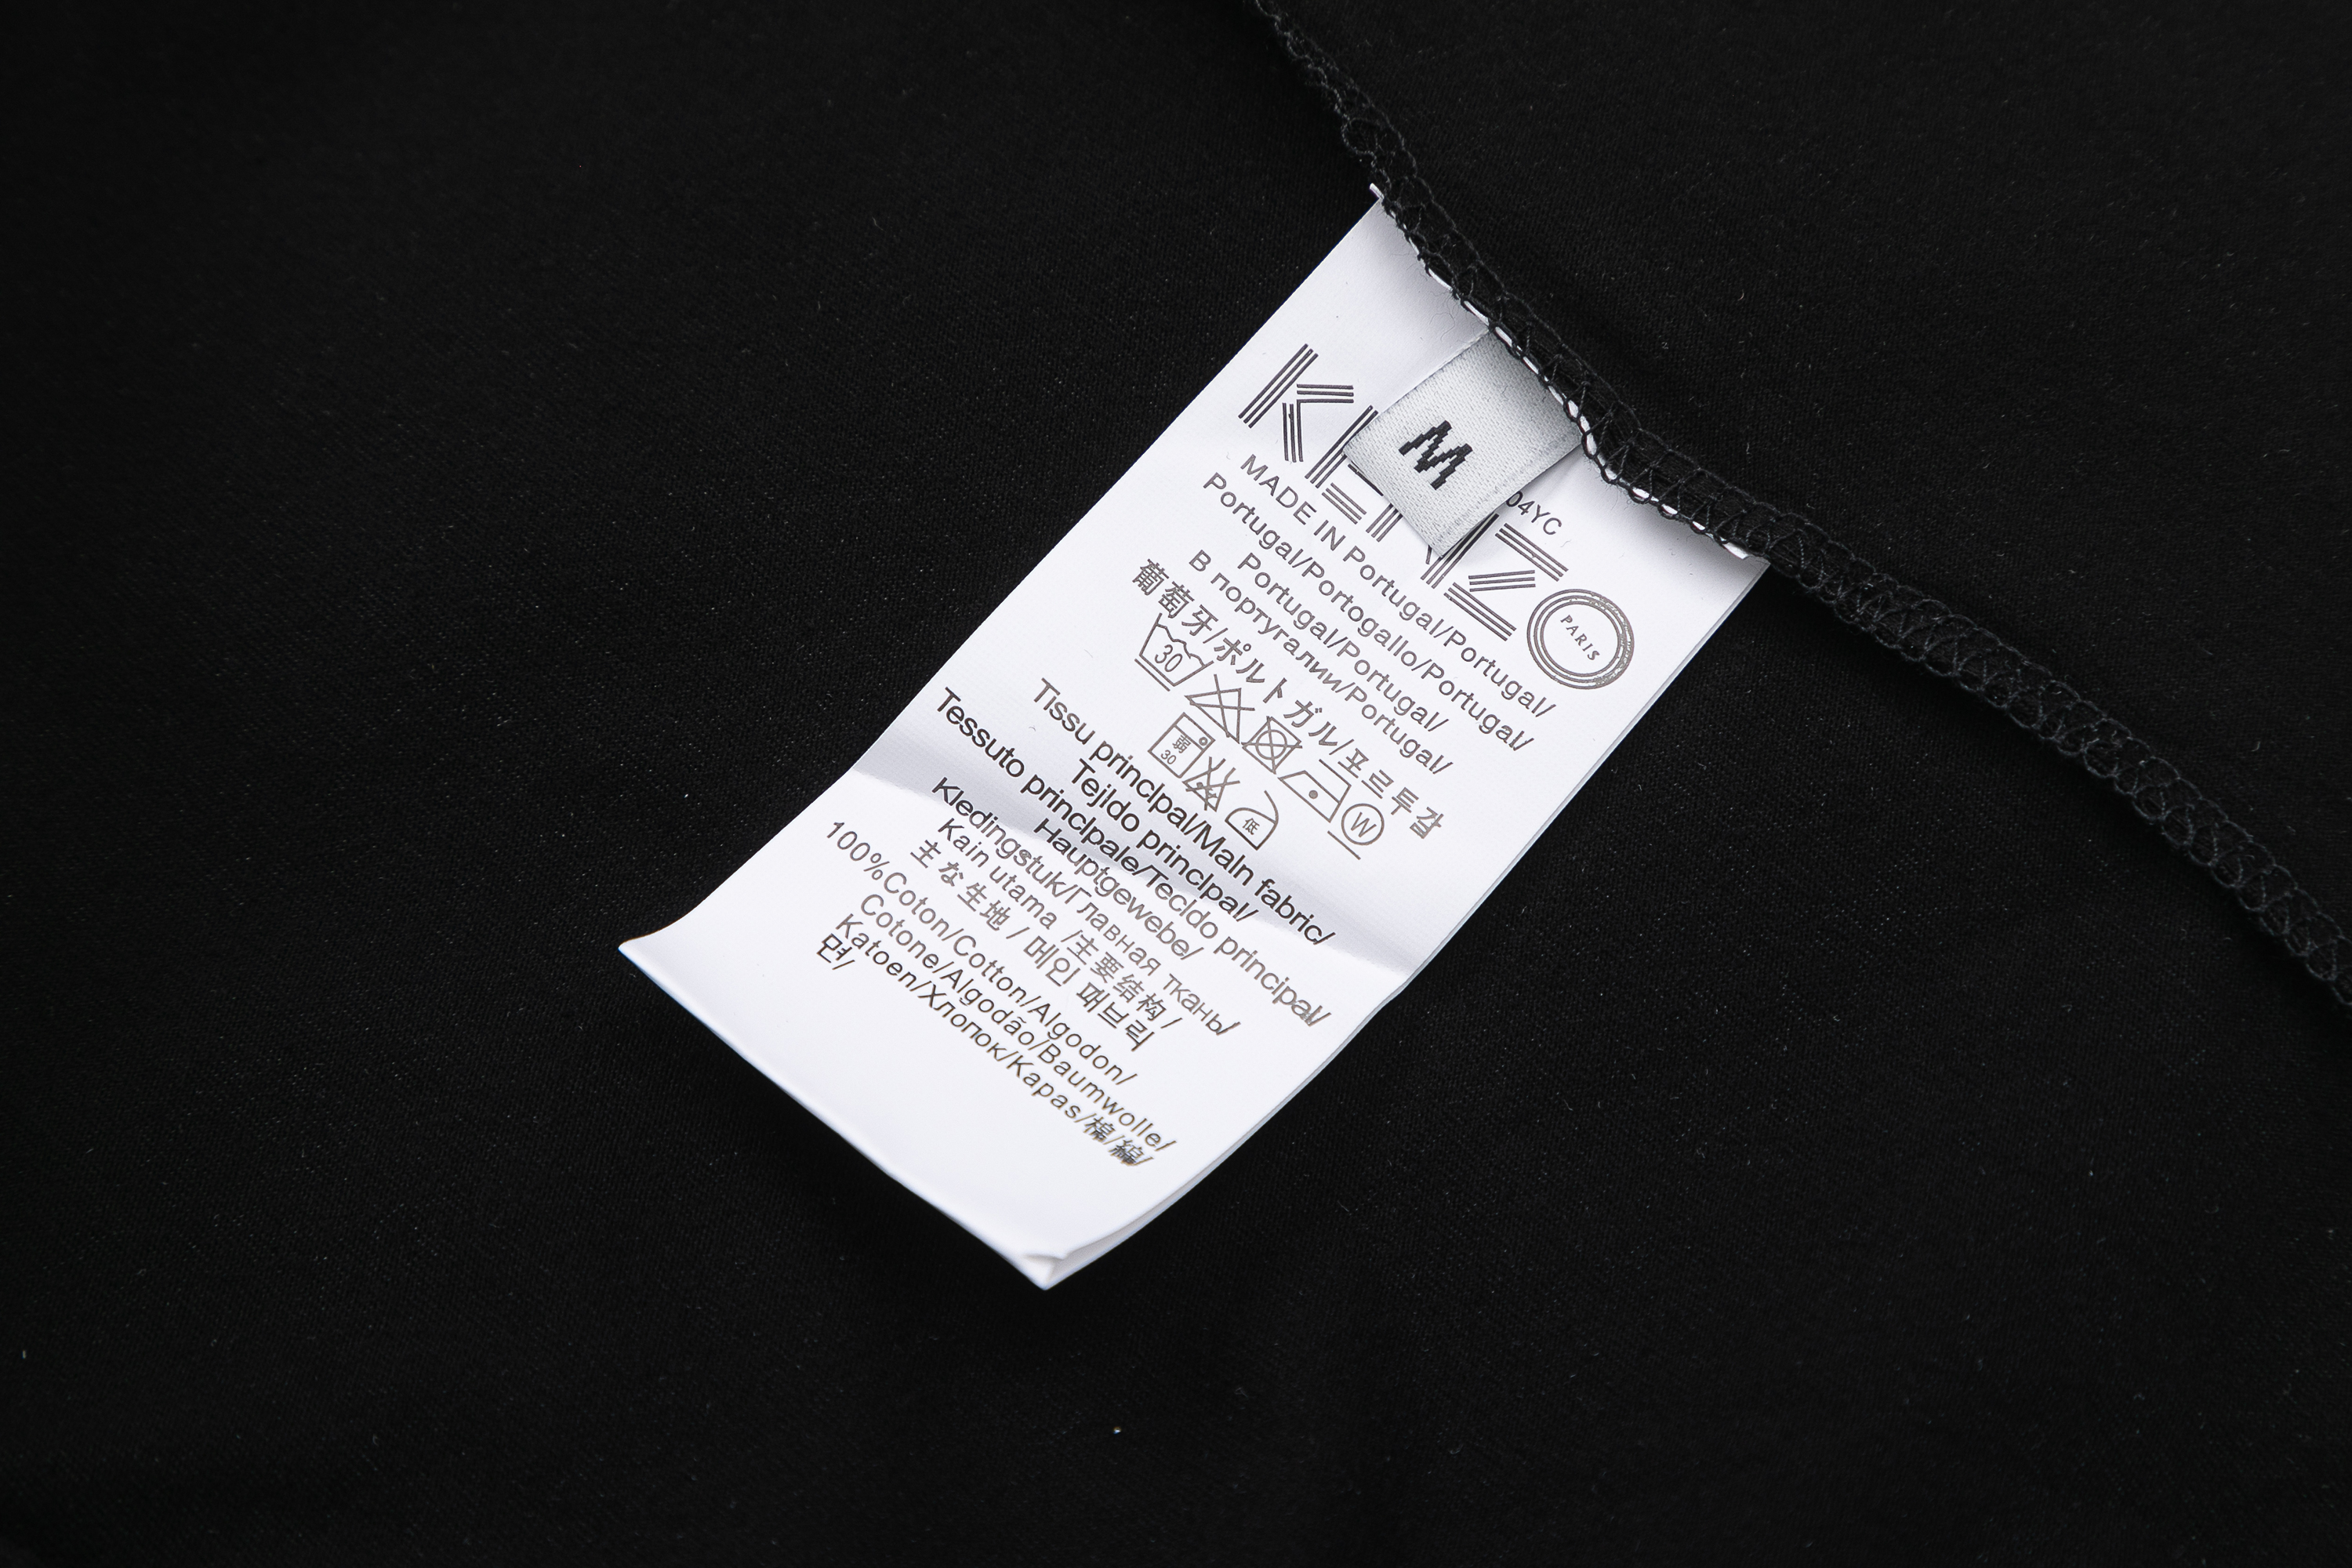 M
04YC
KENZO
PARIS
MADE IN Portugal/Portugal/
Portugal/Portogallo/Portugal/
Portugal/Portugal/
В португалии/Portugal/
葡萄牙/ポルトガル/포르투갈
30
W
弱
30
低
Tissu principal/Main fabric/
Tejido principal/
Tessuto principale/Tecido principal/
Hauptgewebe/
Kledingstuk/Главная ткань/
Kain utama /主要结构 /
主な生地 / 메인 패브릭
100%Coton/Cotton/Algodon/
Cotone/Algodão/Baumwolle/
Katoen/Хлопок/Kapas/棉/綿/